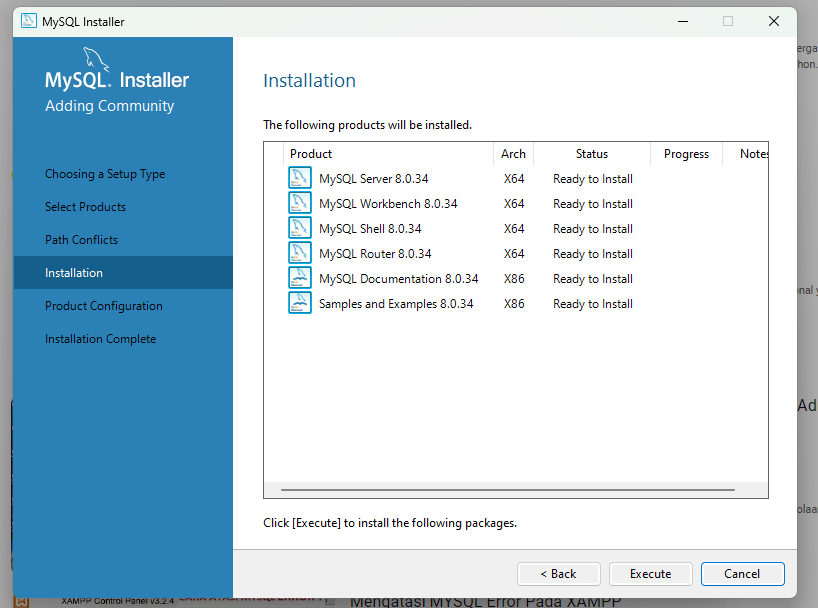 MySQL Installer
MySQL. Installer
Adding Community
Choosing a Setup Type
Select Products
Path Conflicts
Installation
Product Configuration
Installation Complete
Installation
The following products will be installed.
Product Arch Status Progress Notes
MySQL Server 8.0.34 X64 Ready to Install
MySQL Workbench 8.0.34 X64 Ready to Install
MySQL Shell 8.0.34 X64 Ready to Install
MySQL Router 8.0.34 X64 Ready to Install
MySQL Documentation 8.0.34 X86 Ready to Install
Samples and Examples 8.0.34 X86 Ready to Install
Click [Execute] to install the following packages.
< Back Execute Cancel
XAMPP Control Panel v3.2.4
Mengatasi MYSQL Error Pada XAMPP